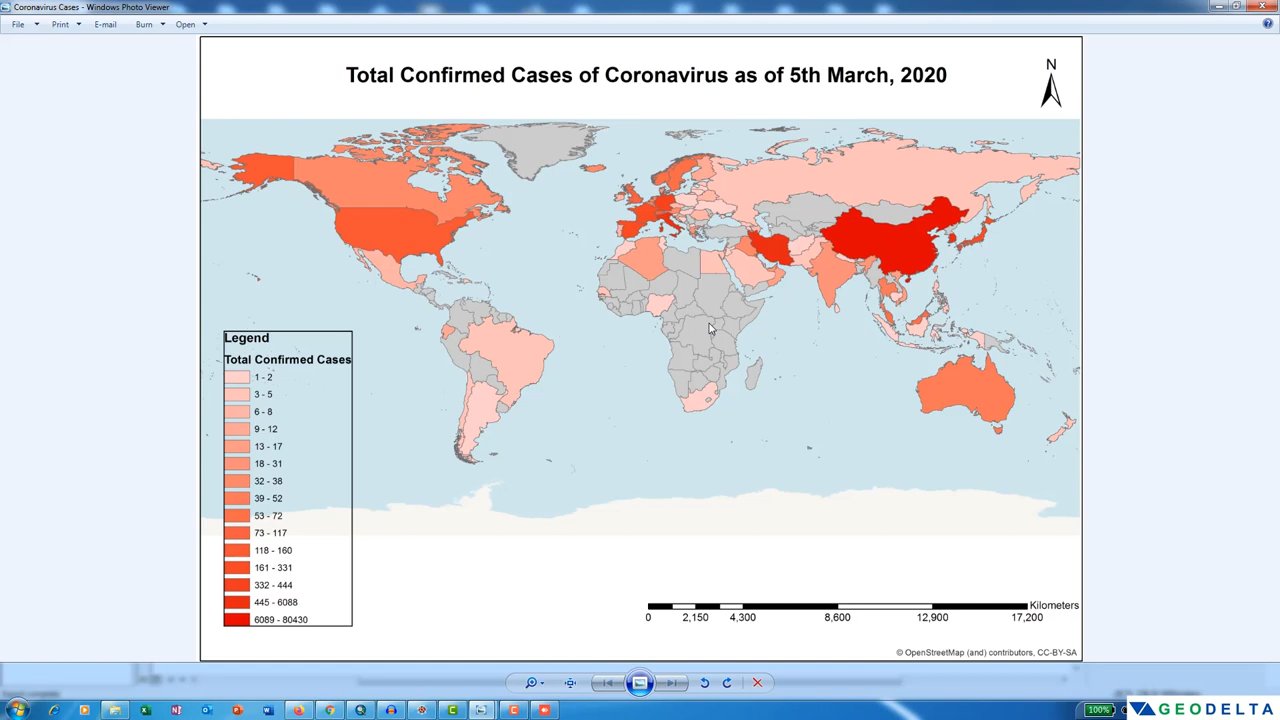 Coronavirus Cases - Windows Photo Viewer
File Print E-mail Burn Open
Total Confirmed Cases of Coronavirus as of 5th March, 2020
N
Legend
Total Confirmed Cases
1 - 2
3 - 5
6 - 8
9 - 12
13 - 17
18 - 31
32 - 38
39 - 52
53 - 72
73 - 117
118 - 160
161 - 331
332 - 444
445 - 6088
6089 - 80430
Kilometers
0 2,150 4,300 8,600 12,900 17,200
© OpenStreetMap (and) contributors, CC-BY-SA
100%
GEODELTA